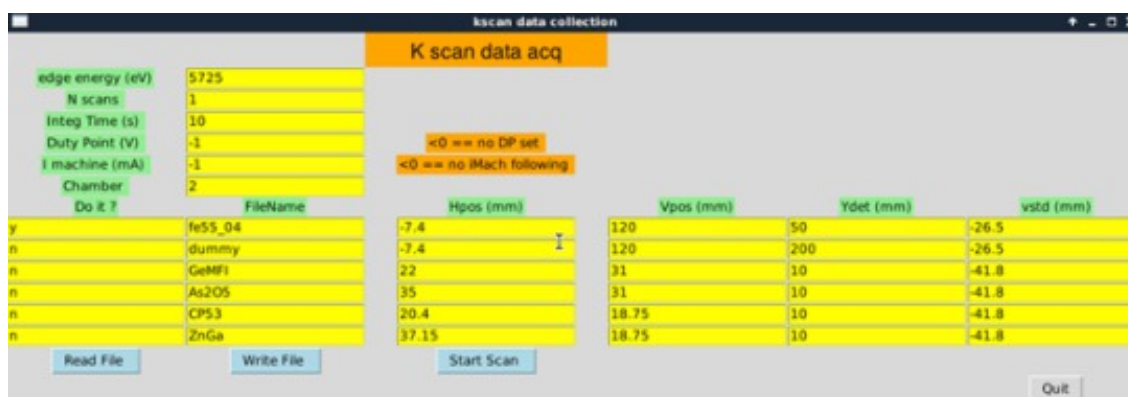 kscan data collection
K scan data acq
edge energy (eV) 5725
N scans 1
Integ Time (s) 10
Duty Point (V) -1 <0 == no DP set
I machine (mA) -1 <0 == no iMach following
Chamber 2
Do it ? FileName Hpos (mm) Vpos (mm) Ydet (mm) vstd (mm)
y fe55_04 -7.4 120 50 -26.5
n dummy -7.4 120 200 -26.5
n GeMFI 22 31 10 -41.8
n As2O5 35 31 10 -41.8
n CP53 20.4 18.75 10 -41.8
n ZnGa 37.15 18.75 10 -41.8
Read File Write File Start Scan
Quit